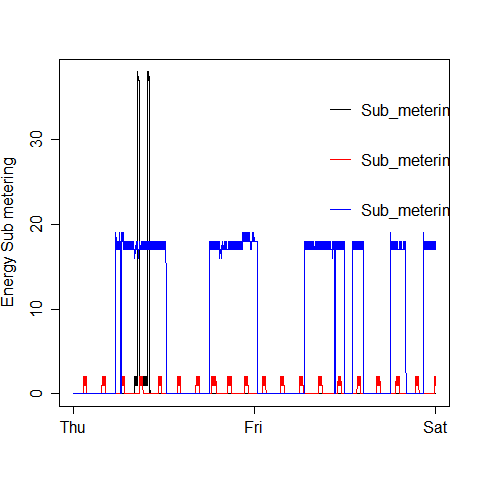 Energy Sub metering
30
20
10
0
Sub_meterin
Sub_meterin
Sub_meterin
Thu Fri Sat